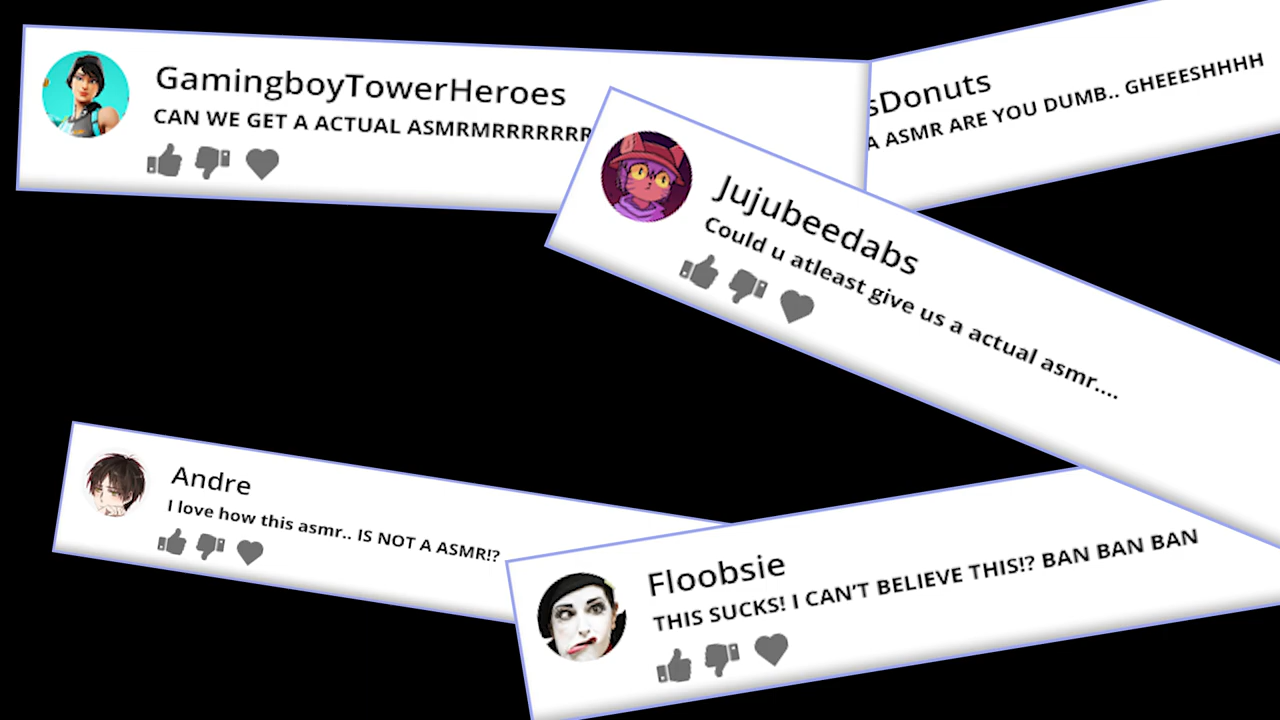 GamingboyTowerHeroes
CAN WE GET A ACTUAL ASMRMRRRRRRR
sDonuts
A ASMR ARE YOU DUMB.. GHEEESHHHH
Jujubeedabs
Could u atleast give us a actual asmr....
Andre
I love how this asmr.. IS NOT A ASMR!?
Floobsie
THIS SUCKS! I CAN'T BELIEVE THIS!? BAN BAN BAN